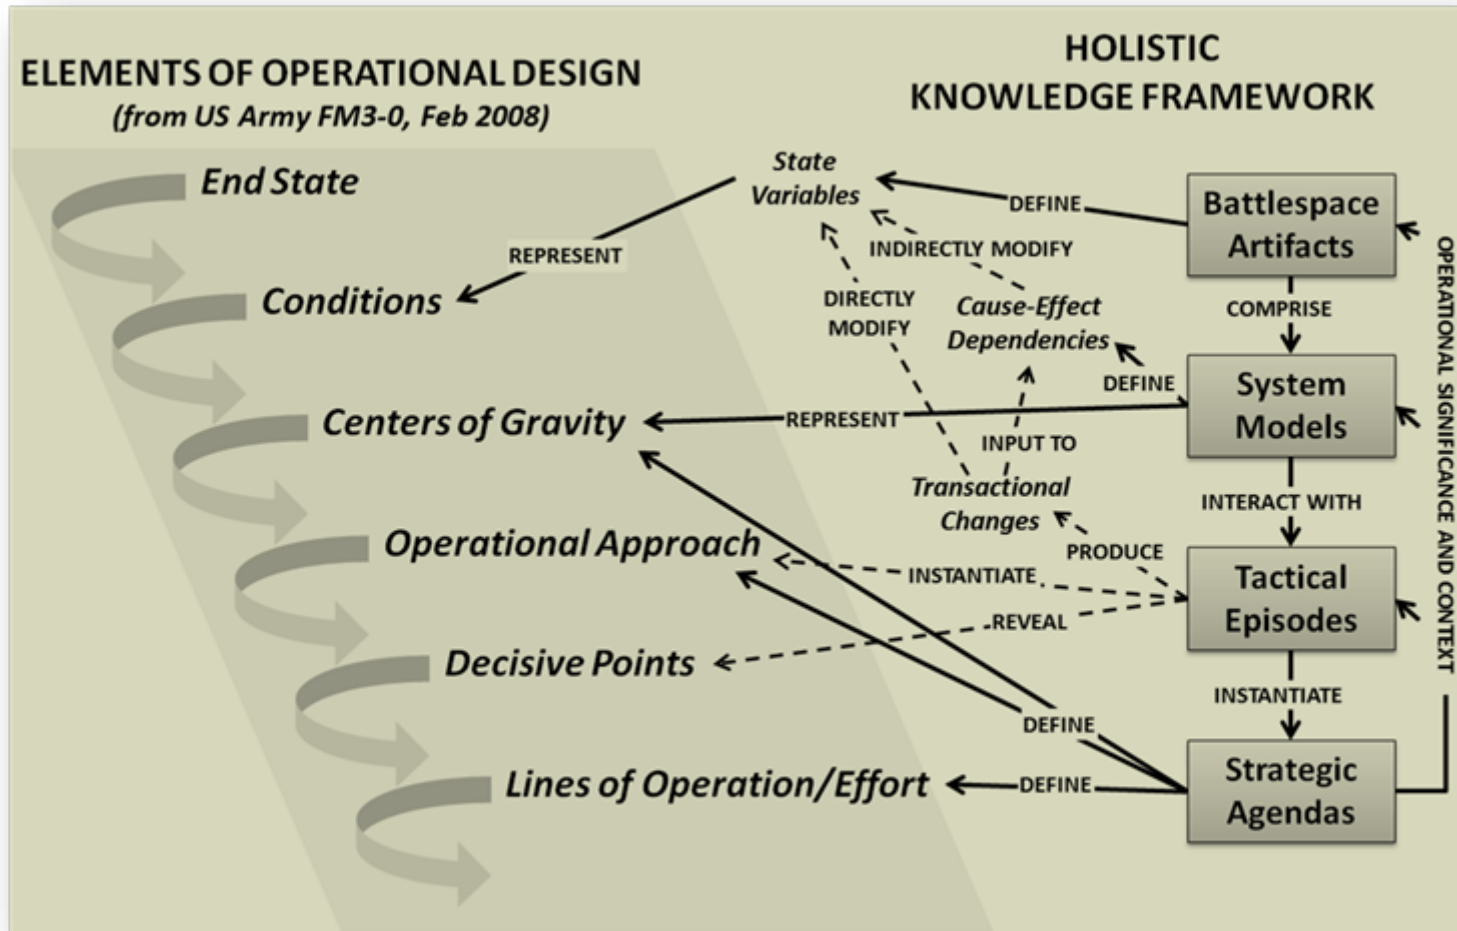 ELEMENTS OF OPERATIONAL DESIGN
(from US Army FM3-0, Feb 2008)
End State
Conditions
Centers of Gravity
Operational Approach
Decisive Points
Lines of Operation/Effort
HOLISTIC
KNOWLEDGE FRAMEWORK
State
Variables
DEFINE
Battlespace
Artifacts
REPRESENT
INDIRECTLY MODIFY
DIRECTLY
MODIFY
Cause-Effect
Dependencies
COMPRISE
DEFINE
System
Models
REPRESENT
INPUT TO
Transactional
Changes
INTERACT WITH
PRODUCE
INSTANTIATE
Tactical
Episodes
REVEAL
INSTANTIATE
DEFINE
DEFINE
Strategic
Agendas
OPERATIONAL SIGNIFICANCE AND CONTEXT